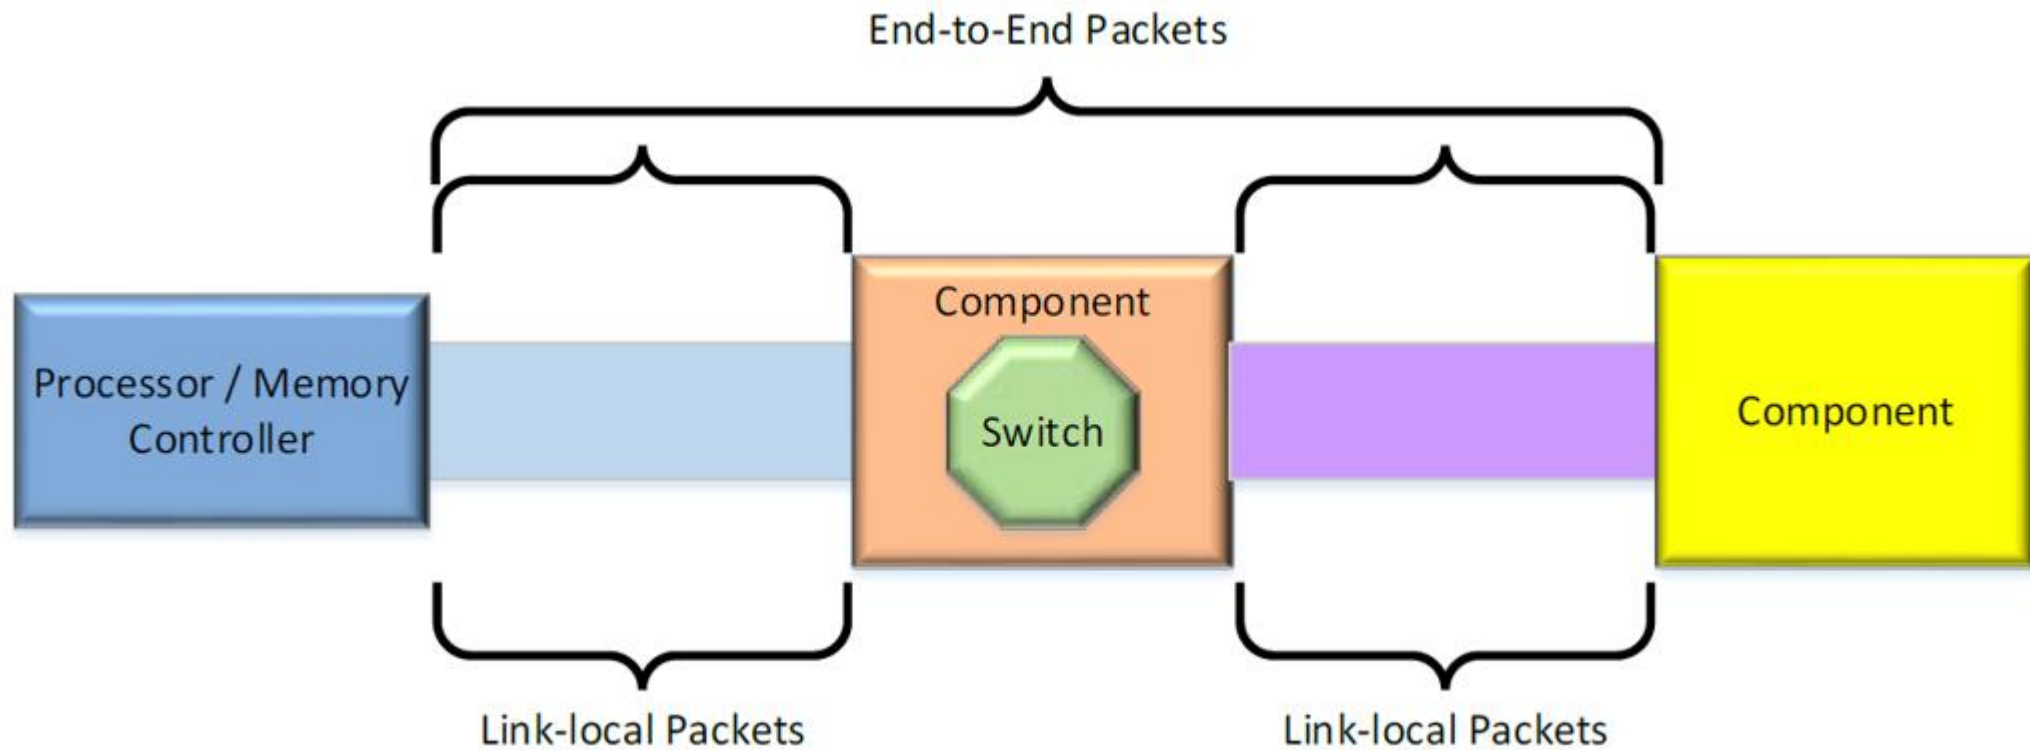 End-to-End Packets
Component
Processor / Memory
Controller
Switch
Component
Link-local Packets
Link-local Packets